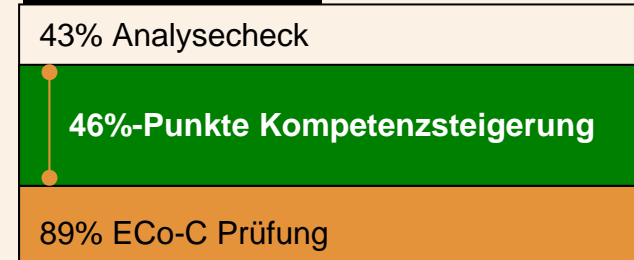 43% Analysecheck
46%-Punkte Kompetenzsteigerung
89% ECo-C Prüfung